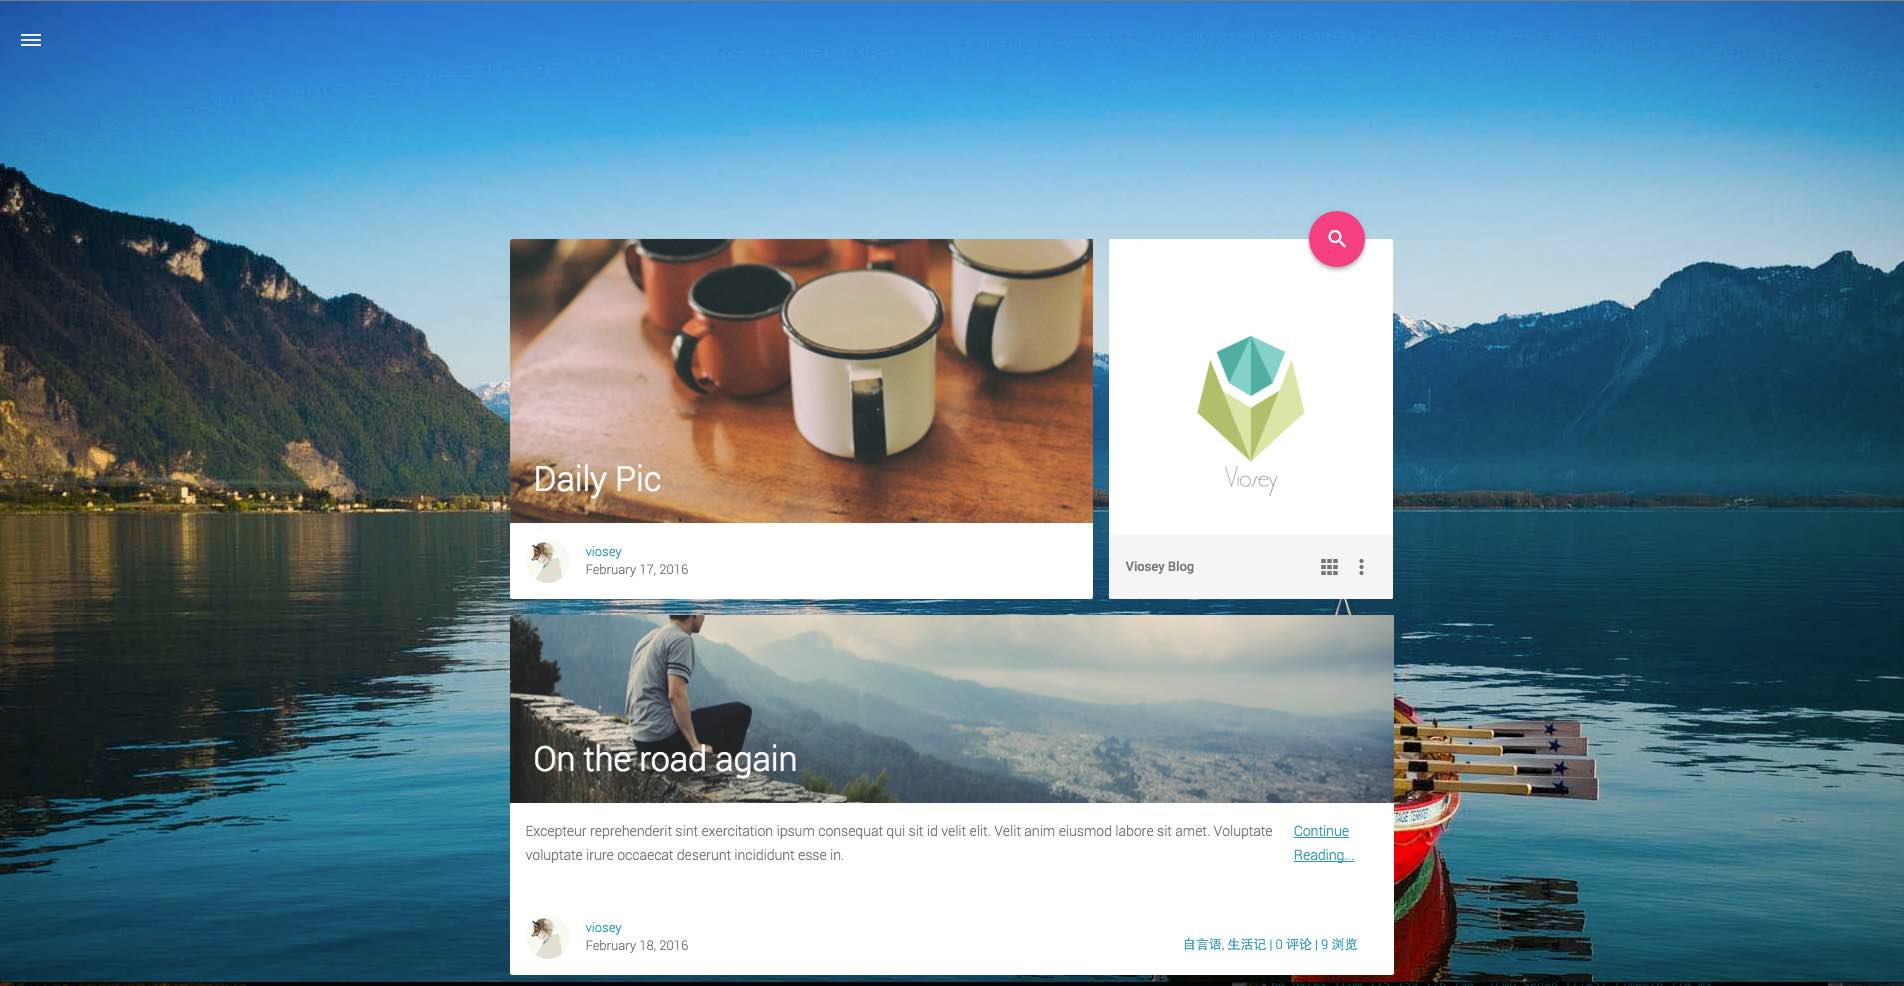 Daily Pic
viosey
February 17, 2016
Viosey
Viosey Blog
On the road again
Excepteur reprehenderit sint exercitation ipsum consequat qui sit id velit elit. Velit anim eiusmod labore sit amet. Voluptate
voluptate irure occaecat deserunt incididunt esse in.
Continue
Reading...
viosey
February 18, 2016
自言语, 生活记 | 0 评论 | 9 浏览